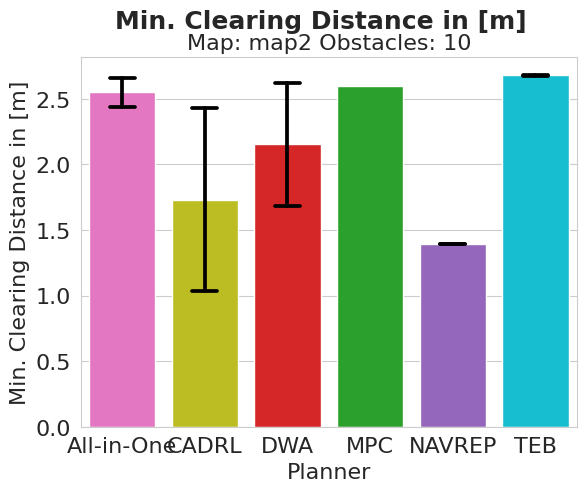 Min. Clearing Distance in [m]
Map: map2 Obstacles: 10
Min. Clearing Distance in [m]
2.5
2.0
1.5
1.0
0.5
0.0
All-in-One CADRL DWA MPC NAVREP TEB
Planner